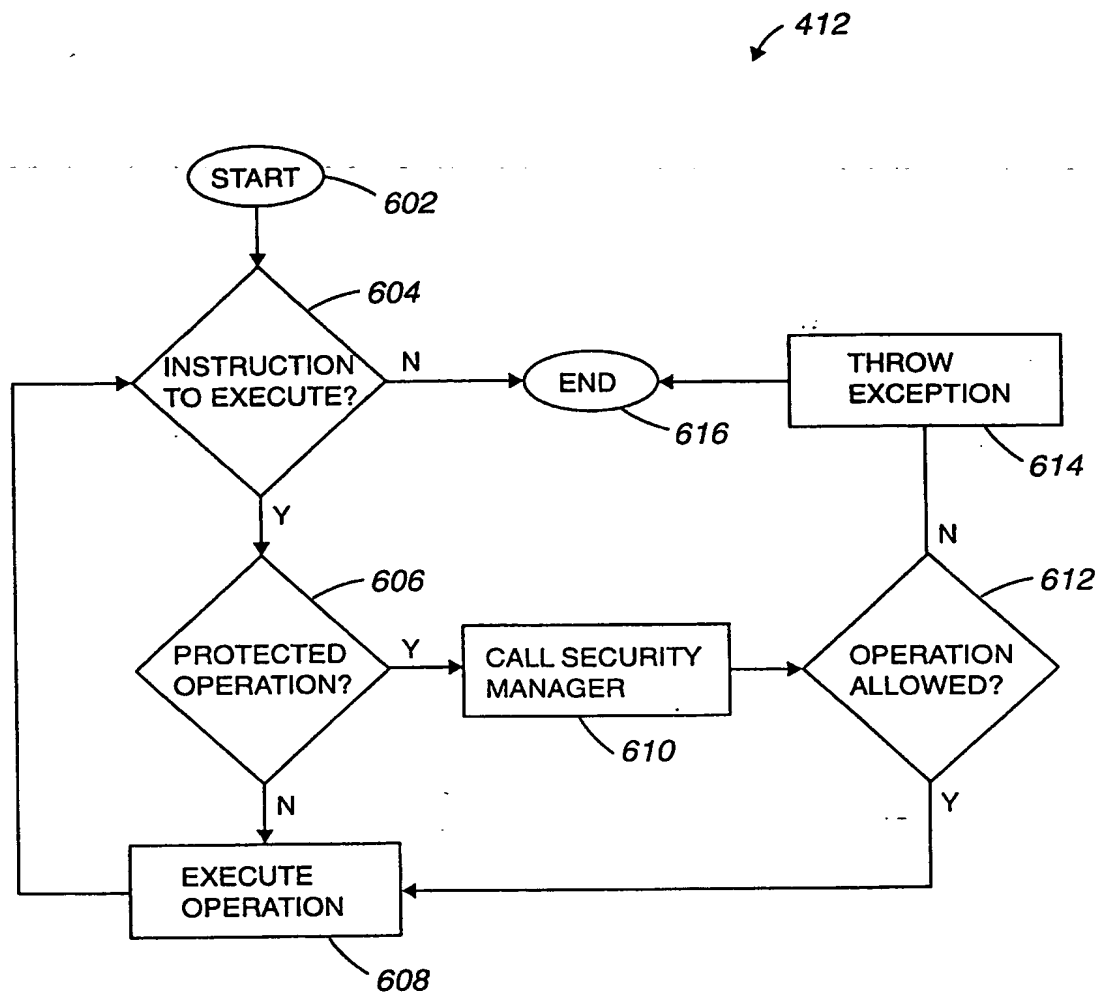 412
START
602
604
INSTRUCTION
TO EXECUTE?
N
END
616
THROW
EXCEPTION
614
Y
N
606
612
PROTECTED
OPERATION?
Y
CALL SECURITY
MANAGER
610
OPERATION
ALLOWED?
N
Y
EXECUTE
OPERATION
608